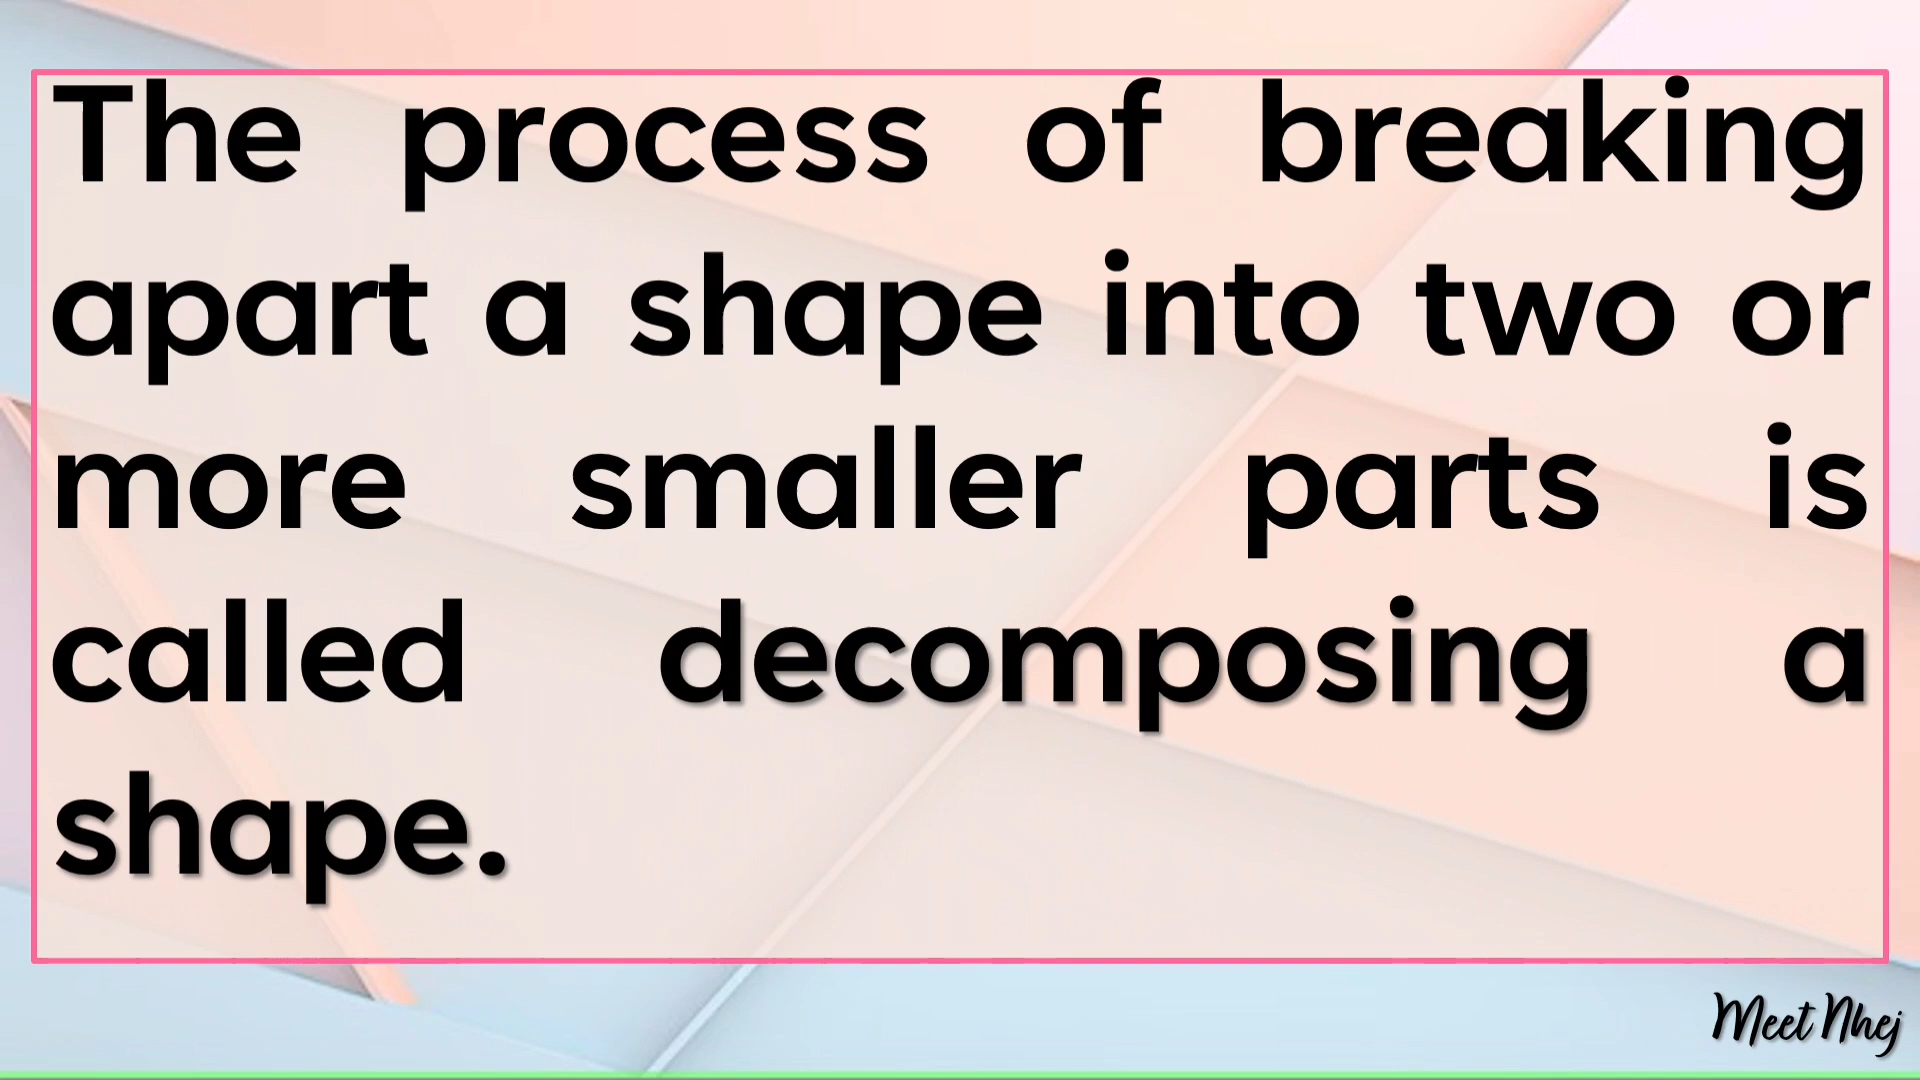 The process of breaking
apart a shape into two or
more smaller parts is
called decomposing a
shape.
Meet Nhej